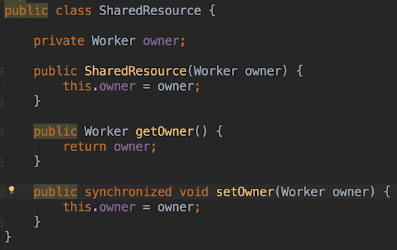 public class SharedResource {
private Worker owner;
public SharedResource(Worker owner) {
this.owner = owner;
}
public Worker getOwner() {
return owner;
}
public synchronized void setOwner(Worker owner) {
this.owner = owner;
}
}